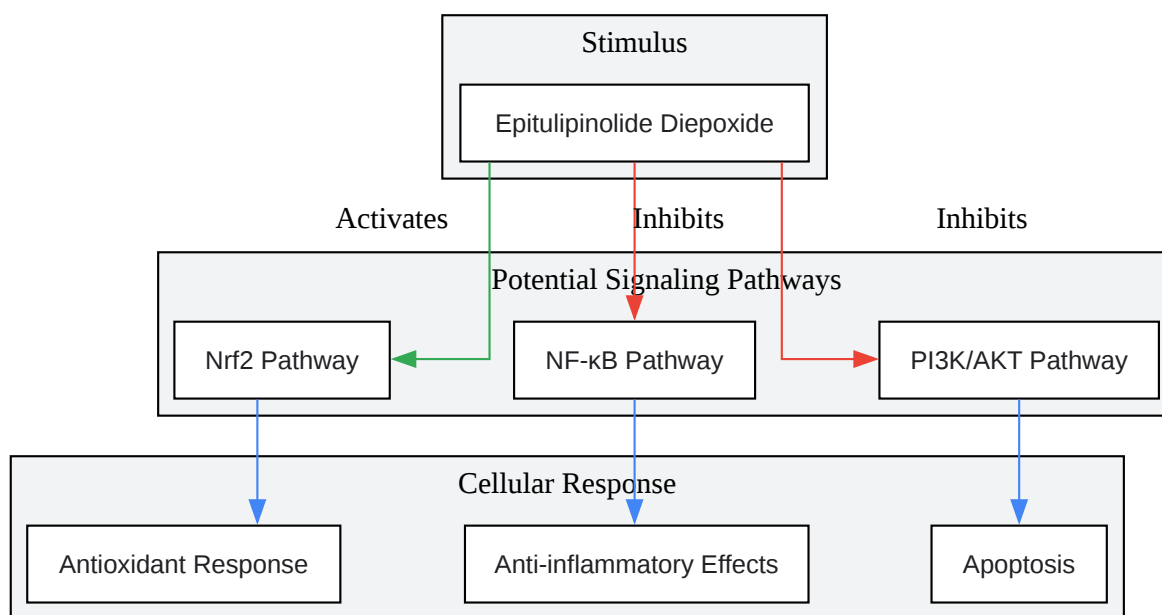 Stimulus
Epitulipinolide Diepoxide
Activates
Inhibits
Inhibits
Potential Signaling Pathways
Nrf2 Pathway
NF-κB Pathway
PI3K/AKT Pathway
Cellular Response
Antioxidant Response
Anti-inflammatory Effects
Apoptosis